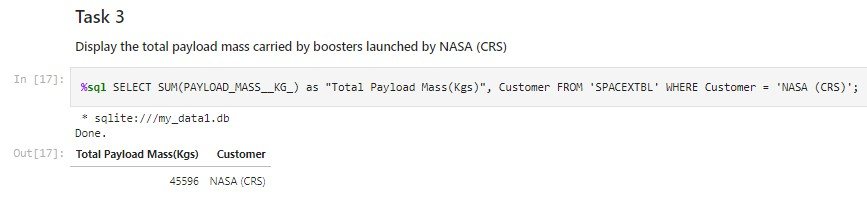 Task 3
Display the total payload mass carried by boosters launched by NASA (CRS)
In [17]: %sql SELECT SUM(PAYLOAD_MASS__KG_) as "Total Payload Mass(Kgs)", Customer FROM 'SPACEXTBL' WHERE Customer = 'NASA (CRS)';
* sqlite:///my_data1.db
Done.
Out[17]: Total Payload Mass(Kgs) Customer
45596 NASA (CRS)